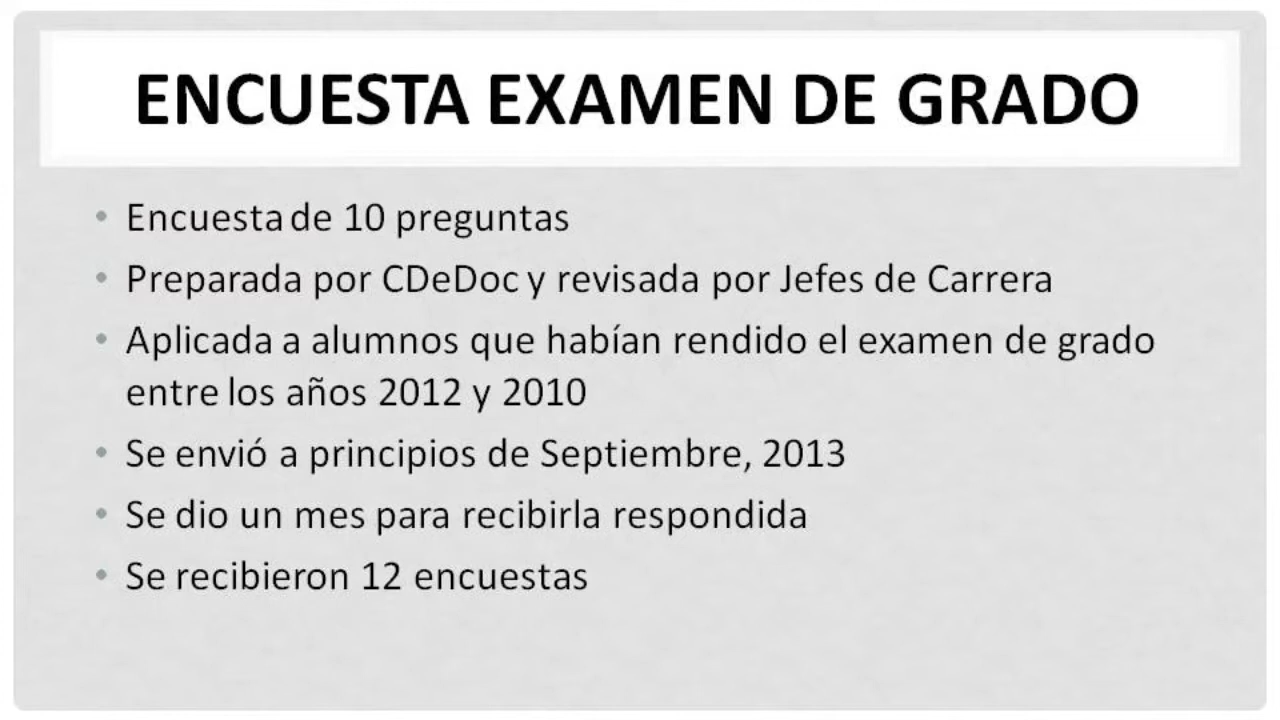 ENCUESTA EXAMEN DE GRADO
• Encuesta de 10 preguntas
• Preparada por CDeDoc y revisada por Jefes de Carrera
• Aplicada a alumnos que habían rendido el examen de grado
entre los años 2012 y 2010
• Se envió a principios de Septiembre, 2013
• Se dio un mes para recibirla respondida
• Se recibieron 12 encuestas